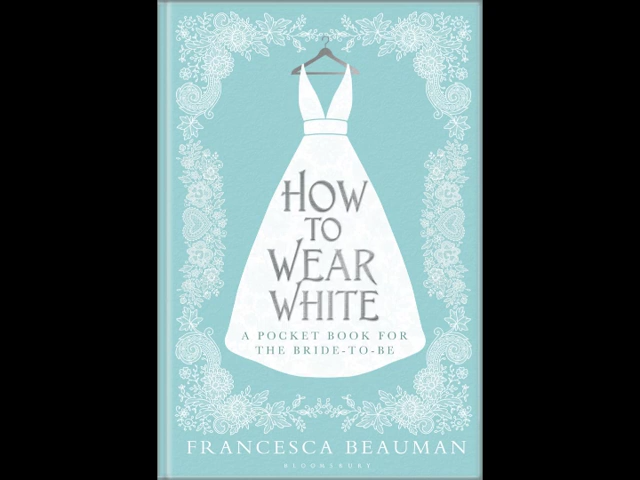 HOW
TO
WEAR
WHITE
A POCKET BOOK FOR
THE BRIDE-TO-BE
FRANCESCA BEAUMAN
BLOOMSBURY